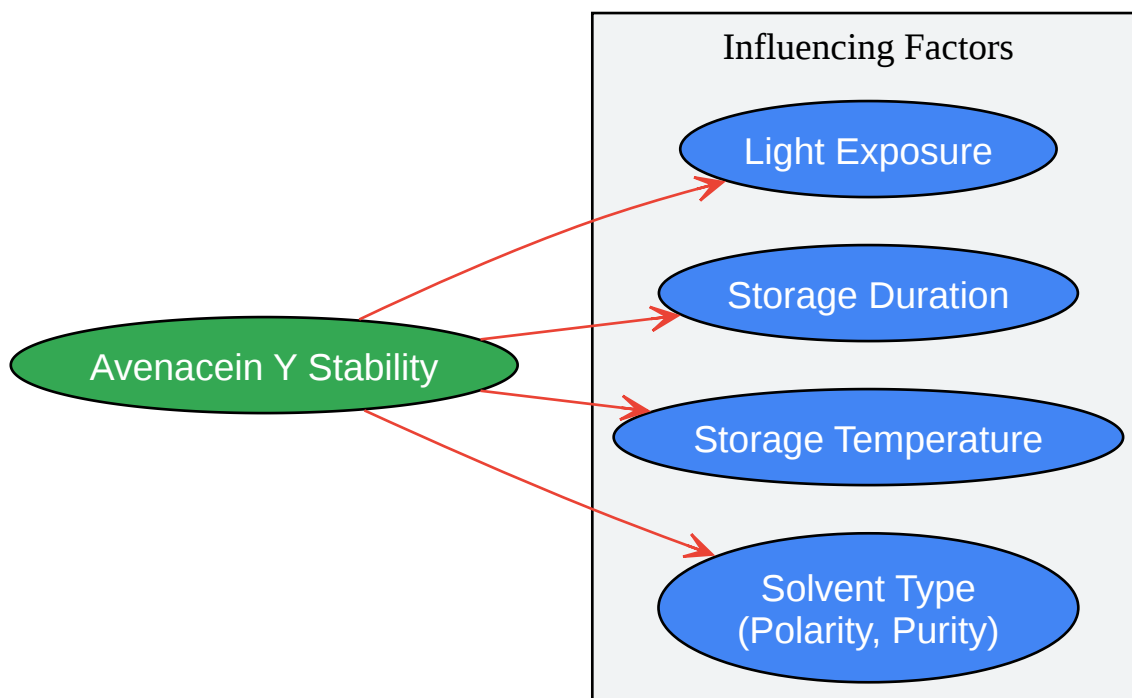 Influencing Factors
Light Exposure
Storage Duration
Avenacein Y Stability
Storage Temperature
Solvent Type
(Polarity, Purity)